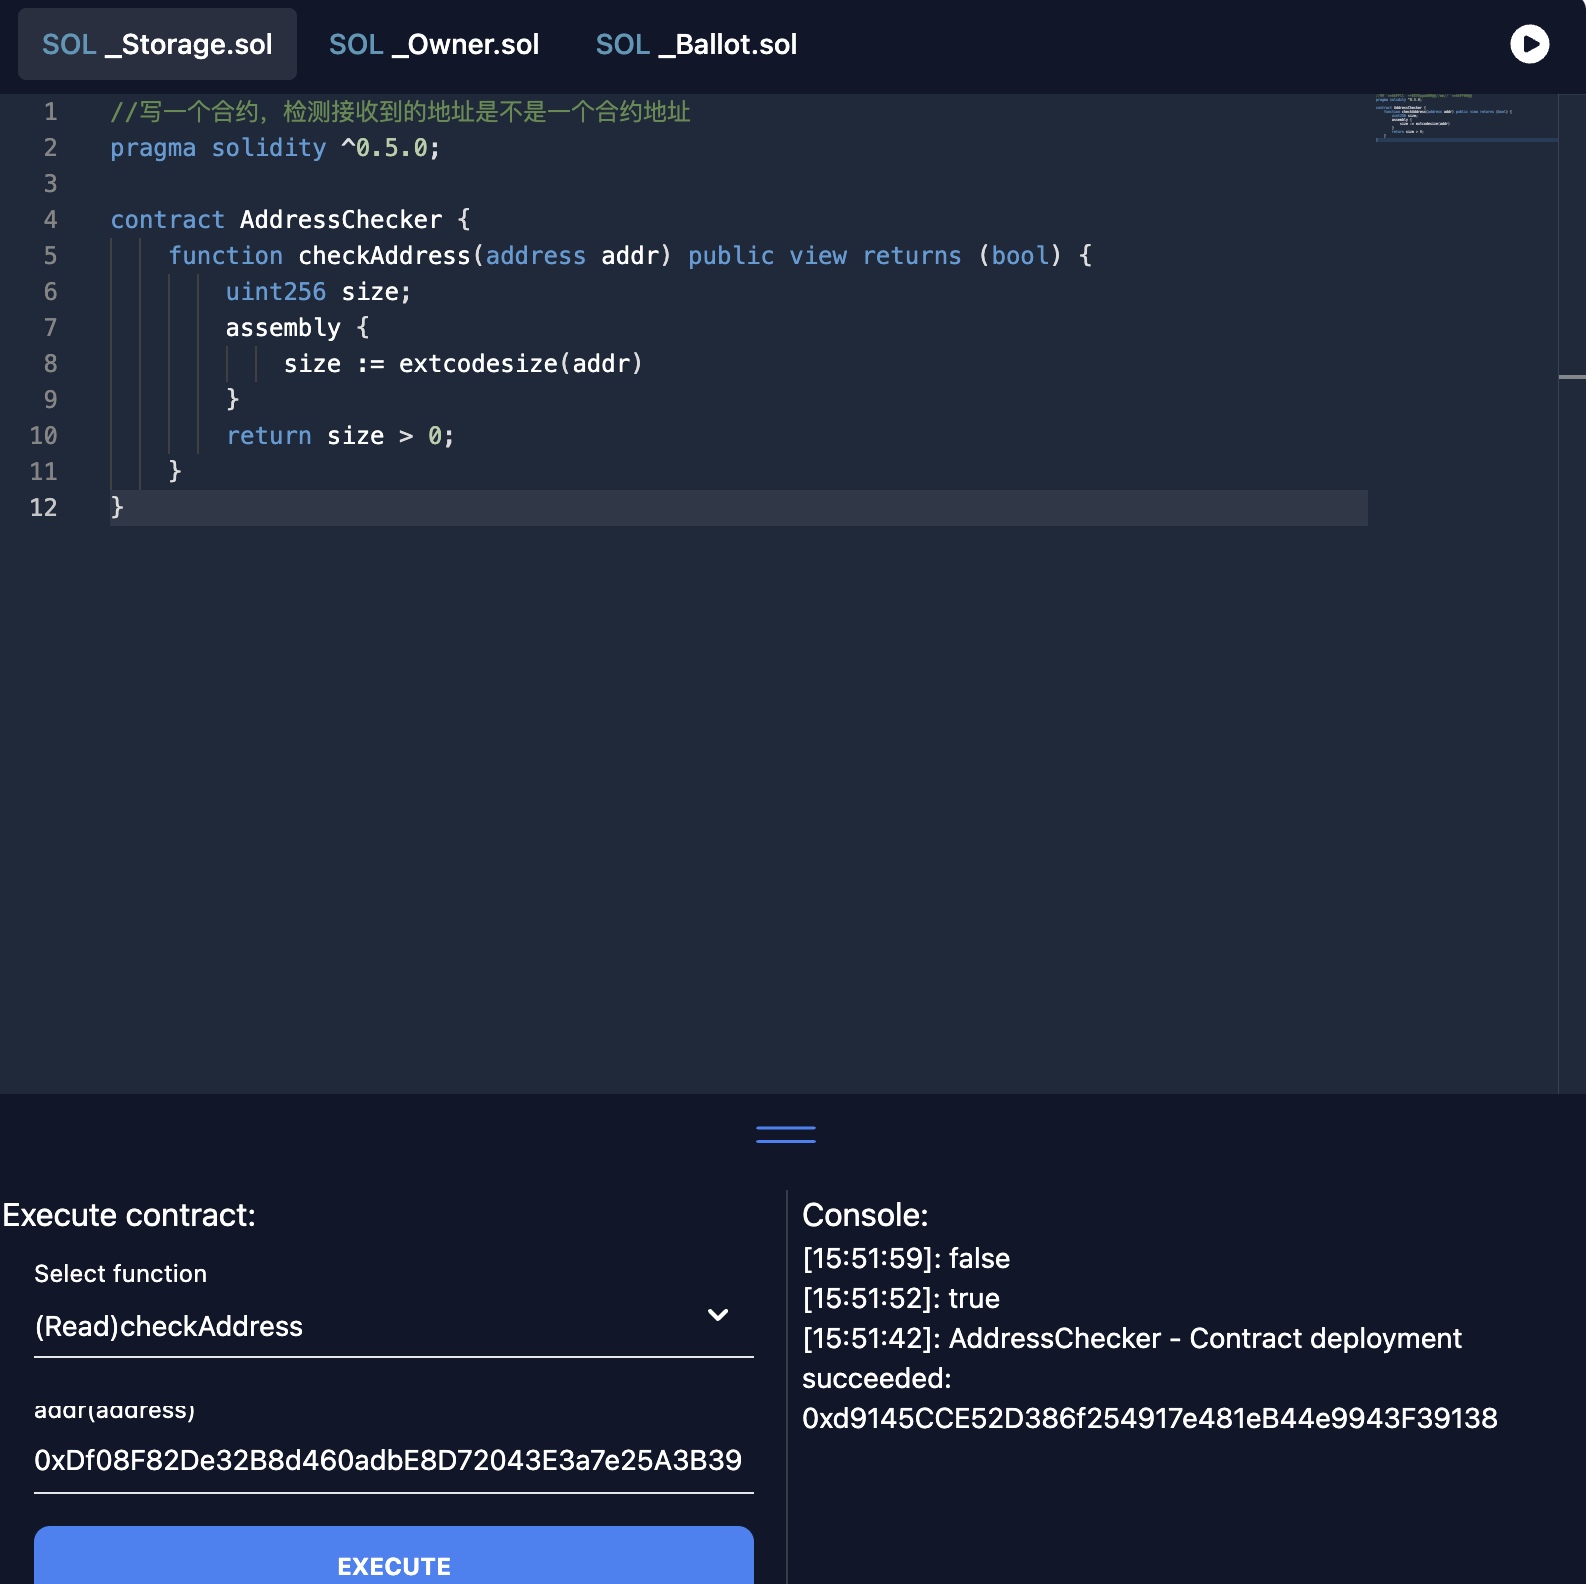 SOL _Storage.sol SOL _Owner.sol SOL _Ballot.sol
1 //写一个合约，检测接收到的地址是不是一个合约地址
2 pragma solidity ^0.5.0;
3
4 contract AddressChecker {
5 function checkAddress(address addr) public view returns (bool) {
6 uint256 size;
7 assembly {
8 size := extcodesize(addr)
9 }
10 return size > 0;
11 }
12 }
Execute contract:
Select function
(Read)checkAddress
addr(address)
0xDf08F82De32B8d460adbE8D72043E3a7e25A3B39
EXECUTE
Console:
[15:51:59]: false
[15:51:52]: true
[15:51:42]: AddressChecker - Contract deployment
succeeded:
0xd9145CCE52D386f254917e481eB44e9943F39138